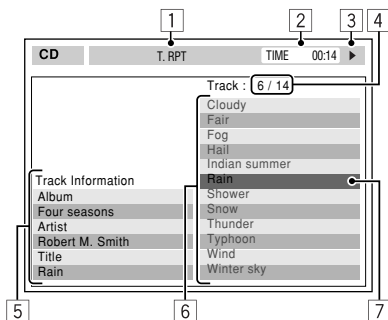 1 2 3 4
CD T. RPT TIME 00:14
Track : 6 / 14
Cloudy
Fair
Fog
Hail
Indian summer
Rain
Shower
Snow
Thunder
Typhoon
Wind
Winter sky
Track Information
Album
Four seasons
Artist
Robert M. Smith
Title
Rain
5 6 7